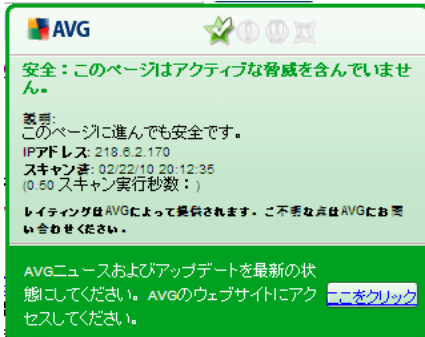 AVG
安全：このページはアクティブな脅威を含んでいませ
ん。
説明:
このページに進んでも安全です。
IPアドレス: 218.6.2.170
スキャン済: 02/22/10 20:12:35
(0.50 スキャン実行秒数：)
レイティングはAVGによって提供されます。ご不明な点はAVGにお問
い合わせください。
AVGニュースおよびアップデートを最新の状
態にしてください。AVGのウェブサイトにアク ここをクリック
セスしてください。